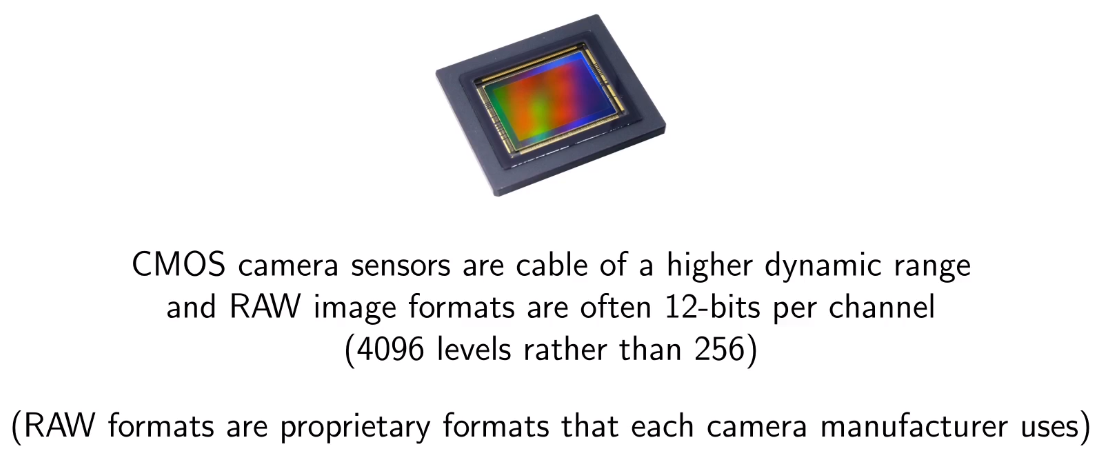 CMOS camera sensors are cable of a higher dynamic range
and RAW image formats are often 12-bits per channel
(4096 levels rather than 256)
(RAW formats are proprietary formats that each camera manufacturer uses)